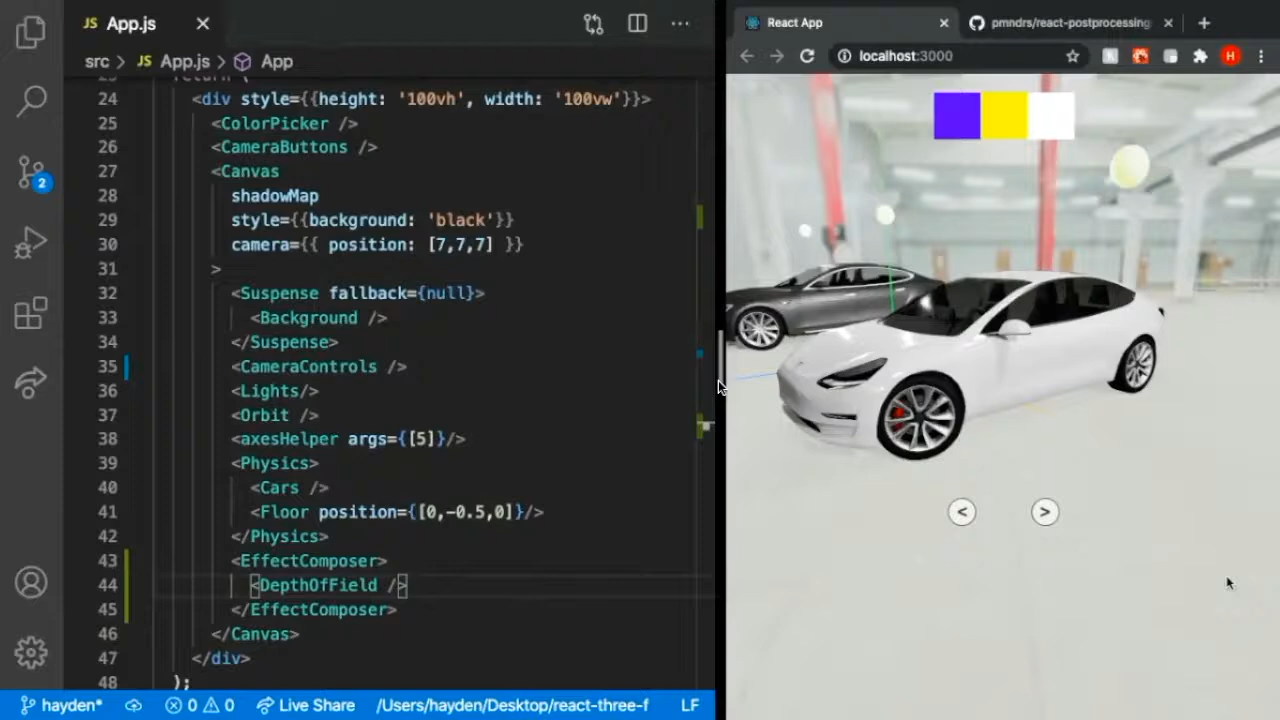 JS App.js
src > JS App.js > App
24 <div style={{height: '100vh', width: '100vw'}}>
25 <ColorPicker />
26 <CameraButtons />
27 <Canvas
28 shadowMap
29 style={{background: 'black'}}
30 camera={{ position: [7,7,7] }}
31 >
32 <Suspense fallback={null}>
33 <Background />
34 </Suspense>
35 <CameraControls />
36 <Lights/>
37 <Orbit />
38 <axesHelper args={[5]}/>
39 <Physics>
40 <Cars />
41 <Floor position={[0,-0.5,0]}/>
42 </Physics>
43 <EffectComposer>
44 <DepthOfField />
45 </EffectComposer>
46 </Canvas>
47 </div>
48 );
2
hayden* 0 0 Live Share /Users/hayden/Desktop/react-three-f LF
React App pmndrs/react-postprocessing
localhost:3000 H
< >